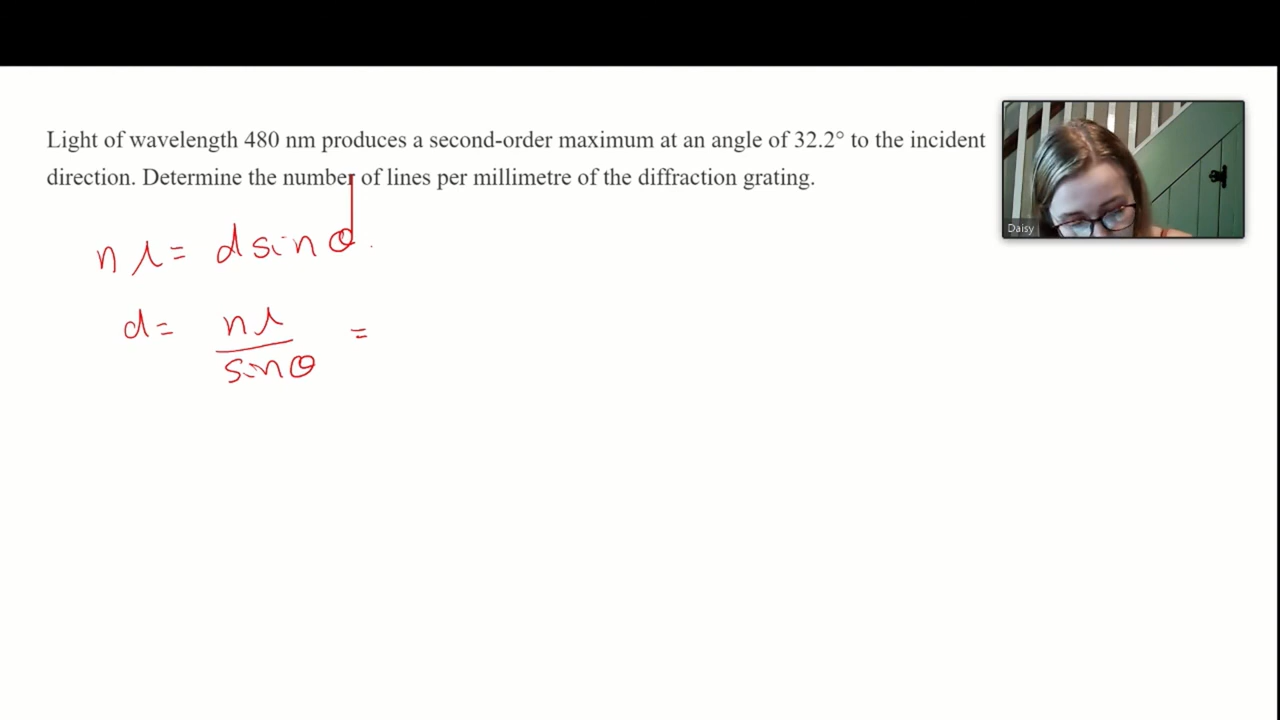 Light of wavelength 480 nm produces a second-order maximum at an angle of 32.2° to the incident
direction. Determine the number of lines per millimetre of the diffraction grating.
nλ = d sin θ.
d = nλ / sin θ =
Daisy